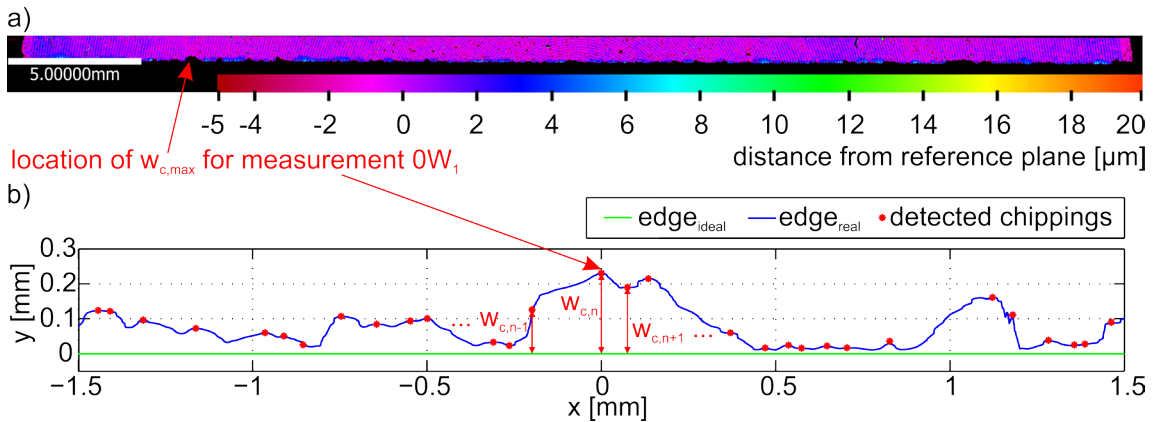 a)
5.00000mm
-5 -4 -2 0 2 4 6 8 10 12 14 16 18 20
location of w_c,max for measurement 0W_1
distance from reference plane [µm]
b)
edge_ideal edge_real detected chippings
0.3
0.2
0.1
0
y [mm]
... w_c,n-1
w_c,n
w_c,n+1 ...
−1.5 −1 −0.5 0 0.5 1 1.5
x [mm]